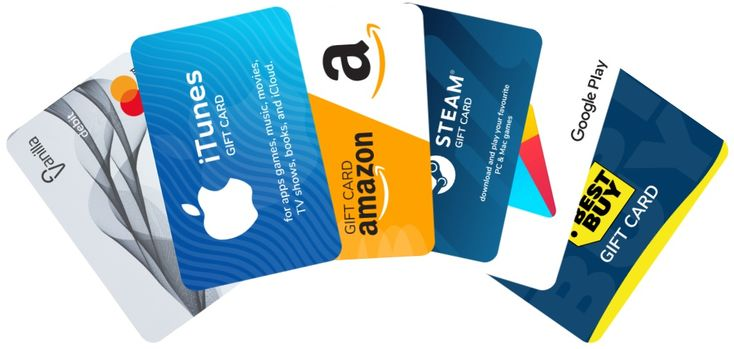 Vanilla
debit
iTunes
GIFT CARD
for apps games, music, movies,
TV shows, books, and iCloud.
a
GIFT CARD
amazon
STEAM®
GIFT CARD
download and play your favourite
PC & Mac games
Google Play
BEST
BUY
GIFT CARD